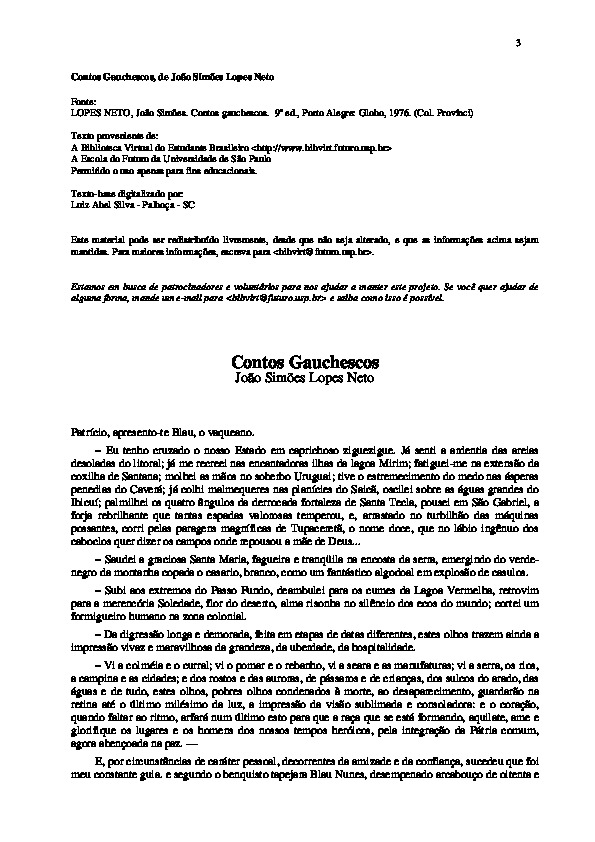 3
Contos Gauchescos, de João Simões Lopes Neto
Fonte:
LOPES NETO, João Simões. Contos gauchescos. 9ª ed., Porto Alegre: Globo, 1976. (Col. Provinci)
Texto proveniente de:
A Biblioteca Virtual do Estudante Brasileiro <http://www.bibvirt.futuro.usp.br>
A Escola do Futuro da Universidade de São Paulo
Permitido o uso apenas para fins educacionais.
Texto-base digitalizado por:
Luiz Abel Silva - Palhoça - SC
Este material pode ser redistribuído livremente, desde que não seja alterado, e que as informações acima sejam
mantidas. Para maiores informações, escreva para <bibvirt@futuro.usp.br>.
Estamos em busca de patrocinadores e voluntários para nos ajudar a manter este projeto. Se você quer ajudar de
alguma forma, mande um e-mail para <bibvirt@futuro.usp.br> e saiba como isso é possível.
Contos Gauchescos
João Simões Lopes Neto
Patrício, apresento-te Blau, o vaqueano.
– Eu tenho cruzado o nosso Estado em caprichoso ziguezigue. Já senti a ardentia das areias
desoladas do litoral; já me recreei nas encantadoras ilhas da lagoa Mirim; fatiguei-me na extensão da
coxilha de Santana; molhei as mãos no soberbo Uruguai; tive o estremecimento do medo nas ásperas
penedias do Caverá; já colhi malmequeres nas planícies do Saicã, oscilei sobre as águas grandes do
Ibicuí; palmilhei os quatro ângulos da derrocada fortaleza de Santa Tecla, pousei em São Gabriel, a
forja rebrilhante que tantas espadas valorosas temperou, e, arrastado no turbilhão das máquinas
possantes, corri pelas paragens magníficas de Tupaceretã, o nome doce, que no lábio ingênuo dos
caboclos quer dizer os campos onde repousou a mãe de Deus...
– Saudei a graciosa Santa Maria, fagueira e tranqüila na encosta da serra, emergindo do verde-
negro da montanha copada o casario, branco, como um fantástico algodoal em explosão de casulos.
– Subi aos extremos do Passo Fundo, deambulei para os cumes da Lagoa Vermelha, retrovim
para a merencória Soledade, flor do deserto, alma risonha no silêncio dos ecos do mundo; cortei um
formigueiro humano na zona colonial.
– Da digressão longa e demorada, feita em etapas de datas diferentes, estes olhos trazem ainda a
impressão vivaz e maravilhosa da grandeza, da uberdade, da hospitalidade.
– Vi a colméia e o curral; vi o pomar e o rebanho, vi a seara e as manufaturas; vi a serra, os rios,
a campina e as cidades; e dos rostos e das auroras, de pássaros e de crianças, dos sulcos do arado, das
águas e de tudo, estes olhos, pobres olhos condenados à morte, ao desaparecimento, guardarão na
retina até o último milésimo da luz, a impressão da visão sublimada e consoladora: e o coração,
quando faltar ao ritmo, arfará num último esto para que a raça que se está formando, aquilate, ame e
glorifique os lugares e os homens dos nossos tempos heróicos, pela integração da Pátria comum,
agora abençoada na paz. —
E, por circunstâncias de caráter pessoal, decorrentes da amizade e da confiança, sucedeu que foi
meu constante guia. e segundo o benquisto tapejara Blau Nunes, desempenado arcabouço de oitenta e